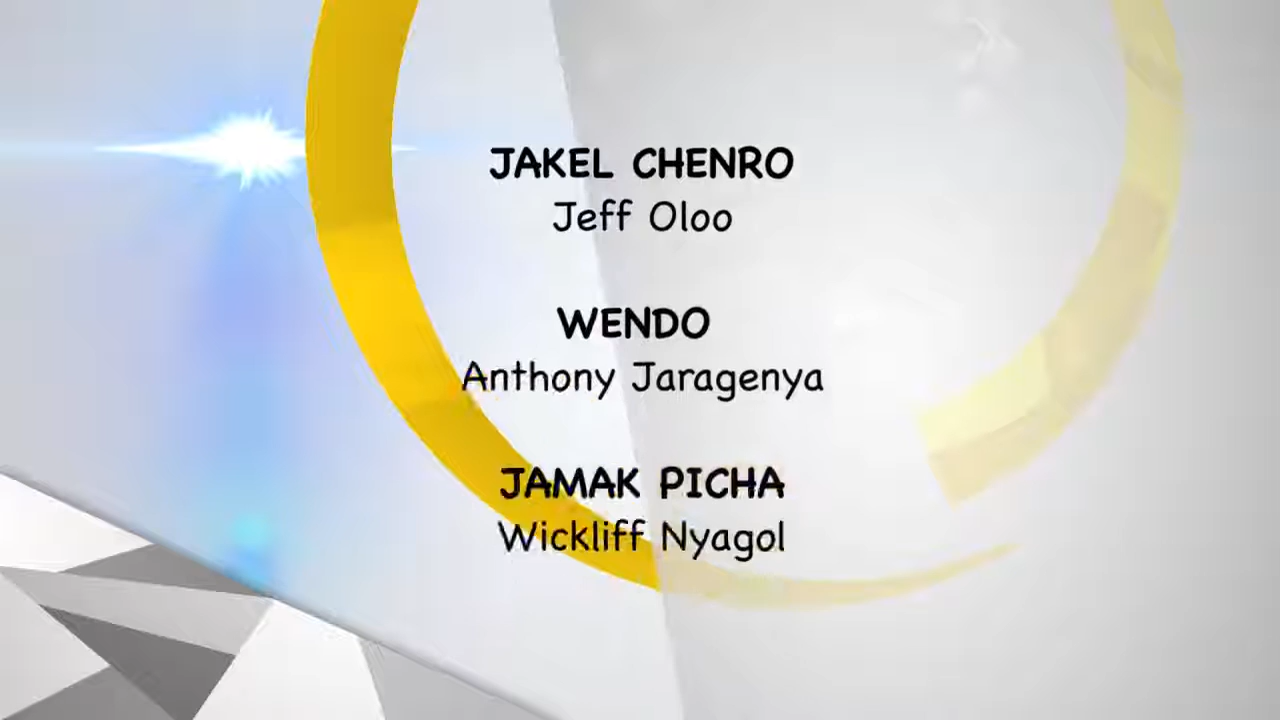 JAKEL CHENRO
Jeff Oloo
WENDO
Anthony Jaragenya
JAMAK PICHA
Wickliff Nyagol